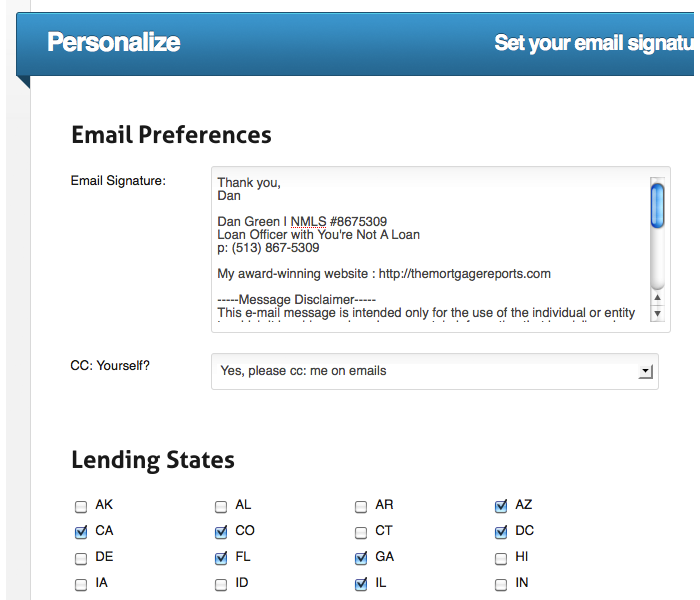 Personalize
Set your email signatu
Email Preferences
Email Signature:
Thank you,
Dan
Dan Green | NMLS #8675309
Loan Officer with You're Not A Loan
p: (513) 867-5309
My award-winning website : http://themortgagereports.com
-----Message Disclaimer-----
This e-mail message is intended only for the use of the individual or entity
CC: Yourself?
Yes, please cc: me on emails
Lending States
AK AL AR AZ
CA CO CT DC
DE FL GA HI
IA ID IL IN